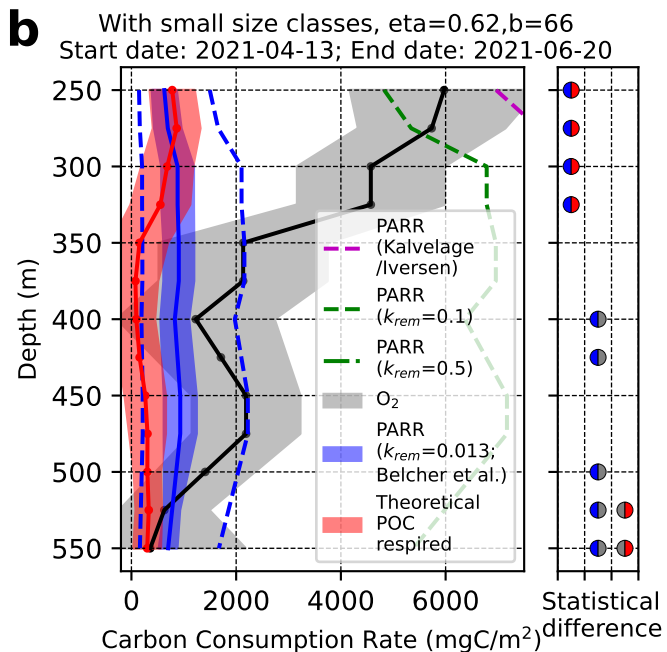 b
With small size classes, eta=0.62,b=66
Start date: 2021-04-13; End date: 2021-06-20
250
300
350
400
450
500
550
Depth (m)
PARR
(Kalvelage
/Iversen)
PARR
(k_rem=0.1)
PARR
(k_rem=0.5)
O₂
PARR
(k_rem=0.013;
Belcher et al.)
Theoretical
POC
respired
0 2000 4000 6000
Carbon Consumption Rate (mgC/m²)
Statistical
difference